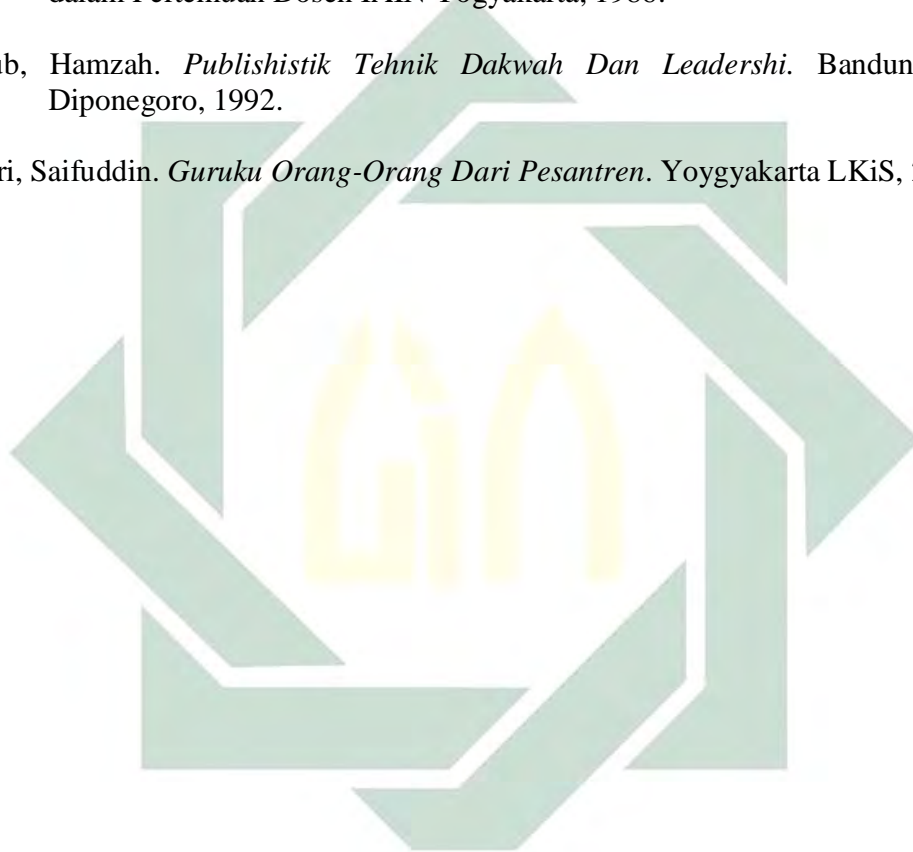 dalam Pertemuan Dosen IAIN Yogyakarta, 1988.
ub, Hamzah. Publishistik Tehnik Dakwah Dan Leadershi. Bandun
Diponegoro, 1992.
ri, Saifuddin. Guruku Orang-Orang Dari Pesantren. Yoygyakarta LKiS,